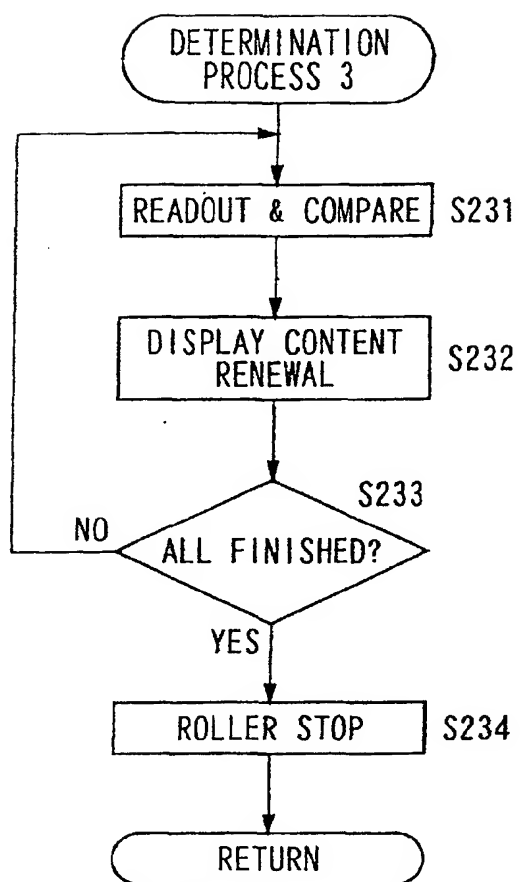 DETERMINATION
PROCESS 3
READOUT & COMPARE
S231
DISPLAY CONTENT
RENEWAL
S232
S233
NO
ALL FINISHED?
YES
ROLLER STOP
S234
RETURN